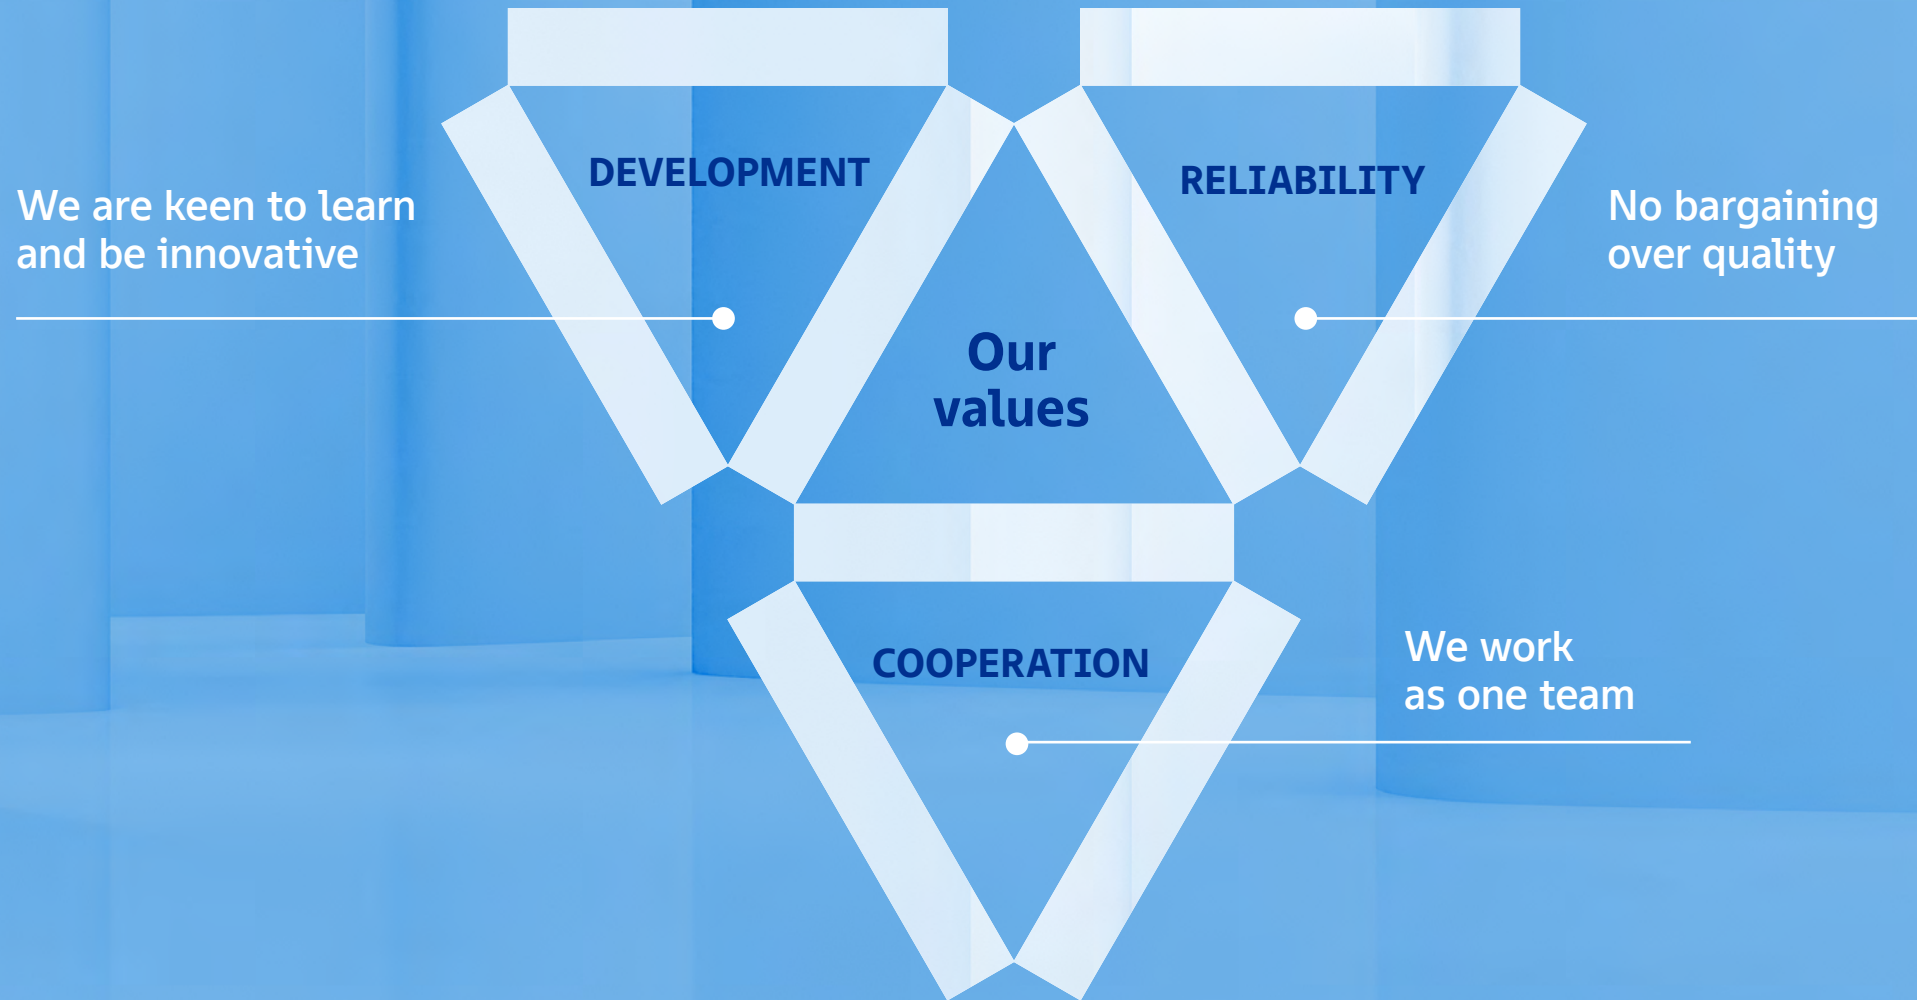 DEVELOPMENT
We are keen to learn
and be innovative
RELIABILITY
No bargaining
over quality
Our
values
COOPERATION
We work
as one team